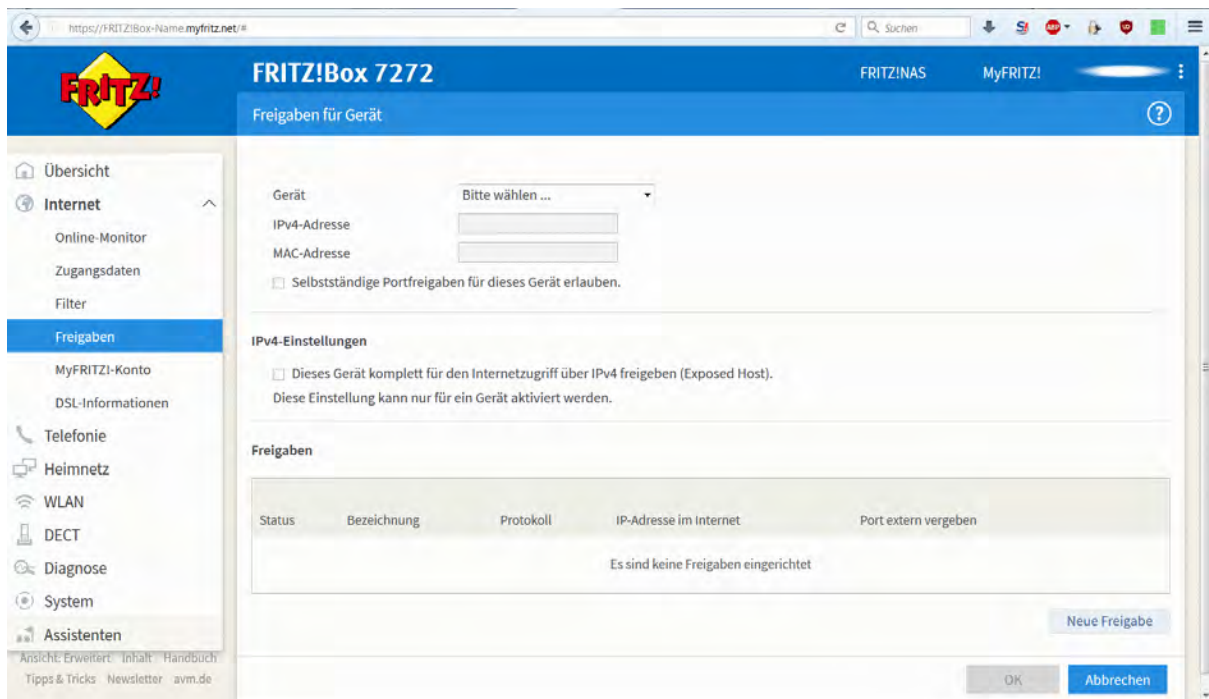 https://FRITZ!Box-Name.myfritz.net/#
Suchen
FRITZ!
FRITZ!Box 7272
FRITZ!NAS
MyFRITZ!
Freigaben für Gerät
?
Übersicht
Internet
Online-Monitor
Zugangsdaten
Filter
Freigaben
MyFRITZ!-Konto
DSL-Informationen
Telefonie
Heimnetz
WLAN
DECT
Diagnose
System
Assistenten
Ansicht: Erweitert Inhalt Handbuch
Tipps & Tricks Newsletter avm.de
Gerät Bitte wählen ...
IPv4-Adresse
MAC-Adresse
Selbstständige Portfreigaben für dieses Gerät erlauben.
IPv4-Einstellungen
Dieses Gerät komplett für den Internetzugriff über IPv4 freigeben (Exposed Host).
Diese Einstellung kann nur für ein Gerät aktiviert werden.
Freigaben
Status Bezeichnung Protokoll IP-Adresse im Internet Port extern vergeben
Es sind keine Freigaben eingerichtet
Neue Freigabe
OK Abbrechen